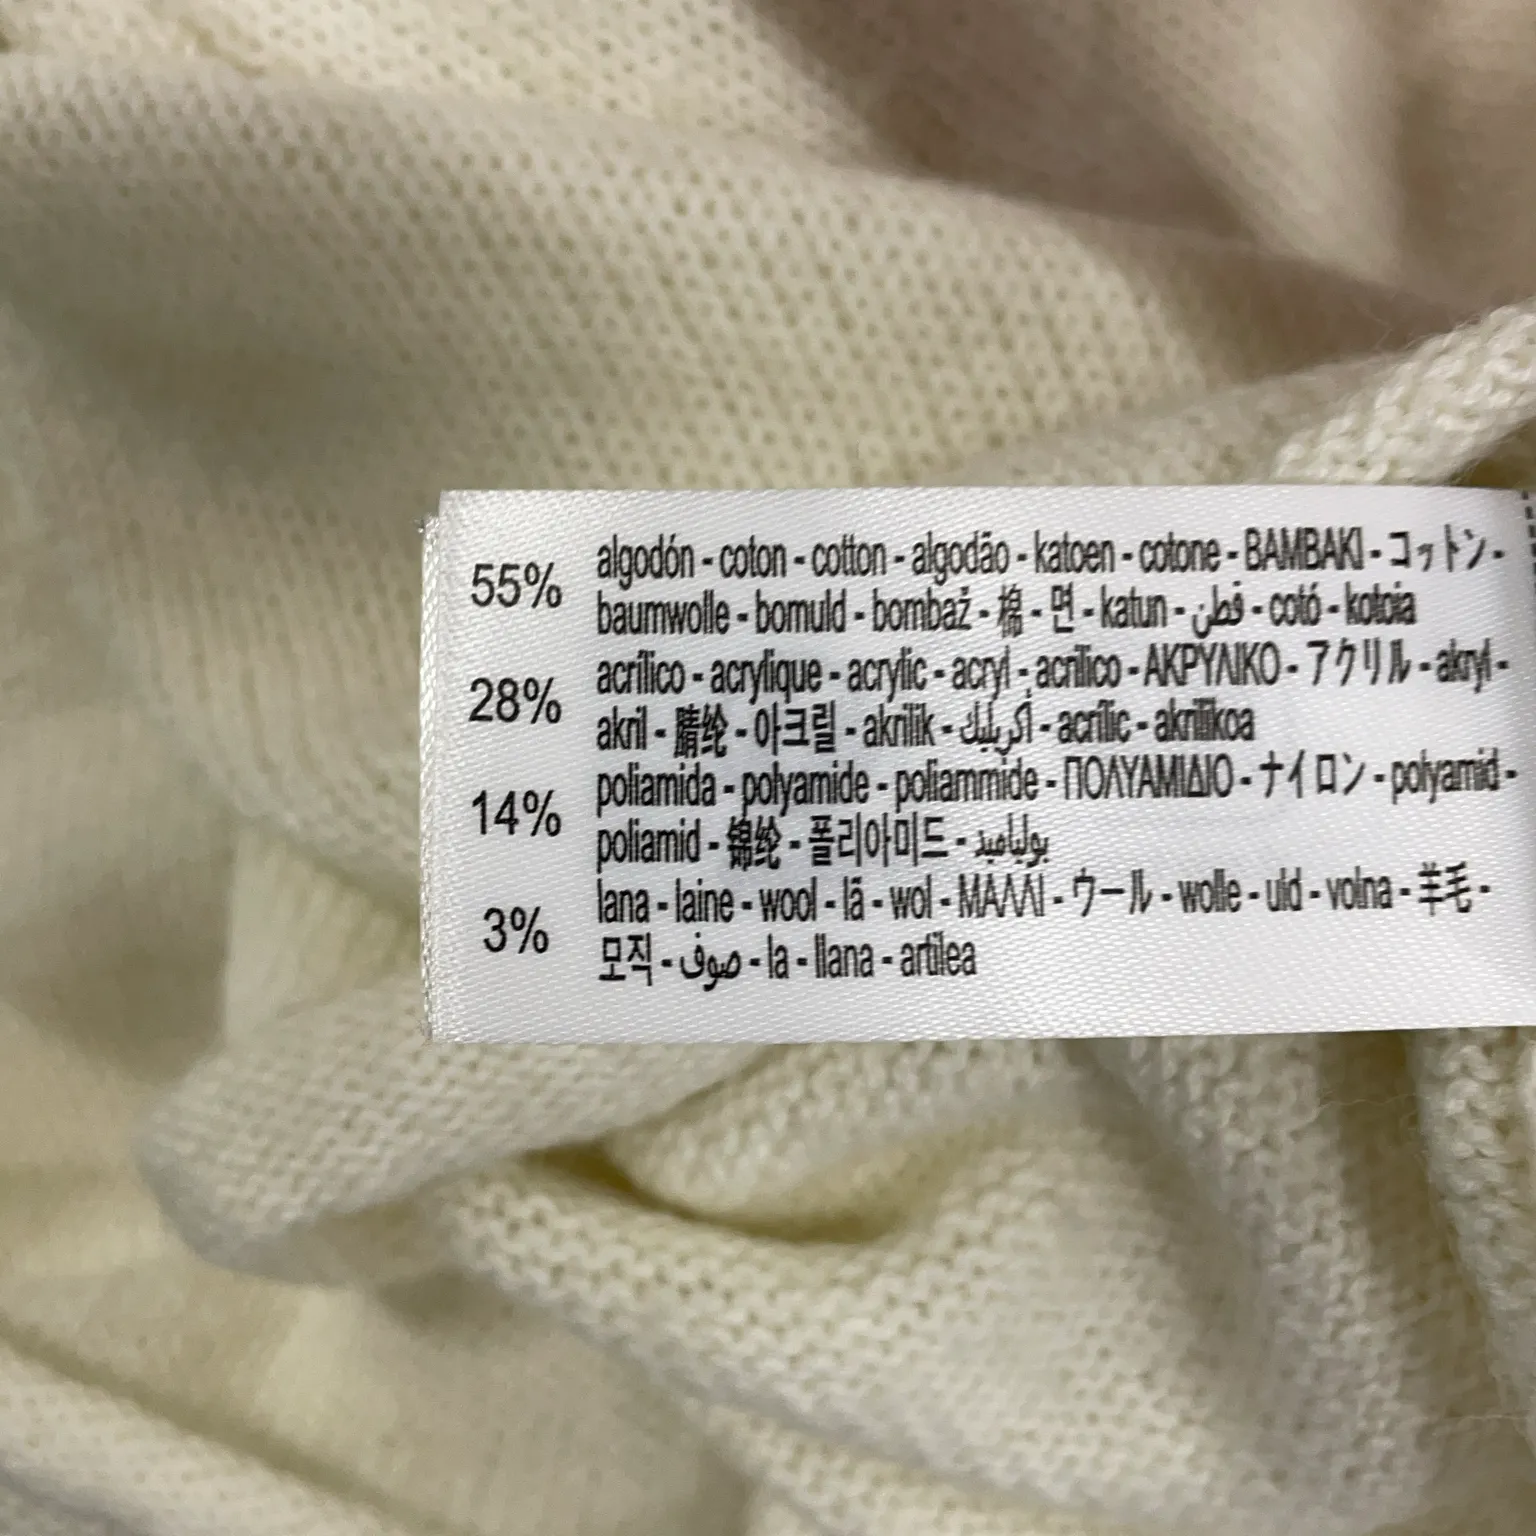 55% algodón - coton - cotton - algodão - katoen - cotone - BAMBAKI - コットン -
baumwolle - bomuld - bombaž - 棉 - 면 - katun - قطن - cotó - kotoia
28% acrílico - acrylique - acrylic - acryl - acrilico - ΑΚΡΥΛΙΚΟ - アクリル - akryl -
akril - 腈纶 - 아크릴 - akrilik - أكريليك - acrílic - akrilikoa
14% poliamida - polyamide - poliammide - ΠΟΛΥΑΜΙΔΙΟ - ナイロン - polyamid -
poliamid - 锦纶 - 폴리아미드 - بولياميد
3% lana - laine - wool - lã - wol - ΜΑΛΛΙ - ウール - wolle - uld - volna - 羊毛 -
모직 - صوف - la - llana - artilea